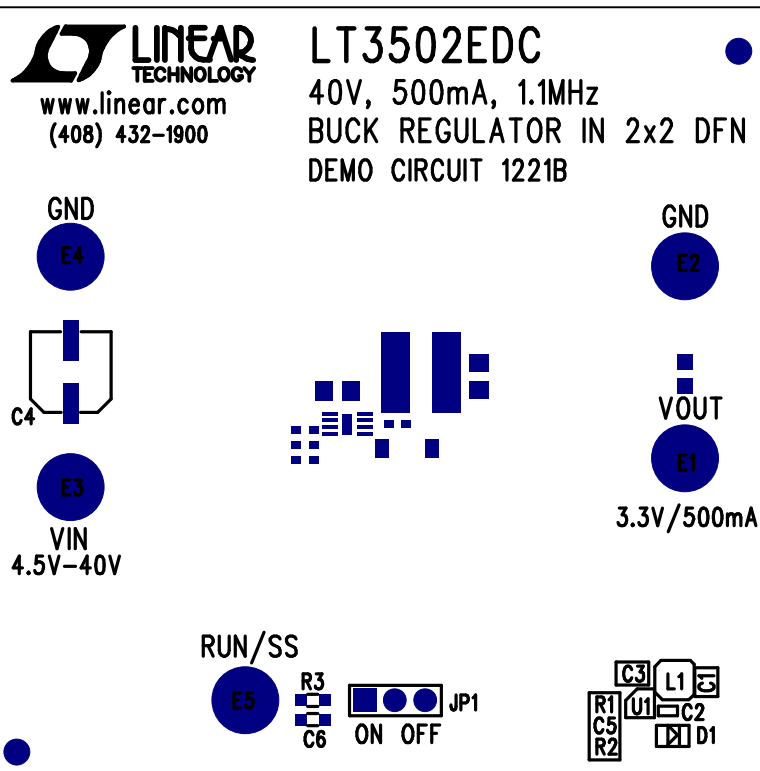 LINEAR
TECHNOLOGY
www.linear.com
(408) 432-1900
LT3502EDC
40V, 500mA, 1.1MHz
BUCK REGULATOR IN 2x2 DFN
DEMO CIRCUIT 1221B
GND
E4
GND
E2
C4
VOUT
E1
E3
VIN
4.5V-40V
3.3V/500mA
RUN/SS
E5
R3
C6
JP1
ON OFF
C3
L1
C1
R1
U1
C2
C5
R2
D1